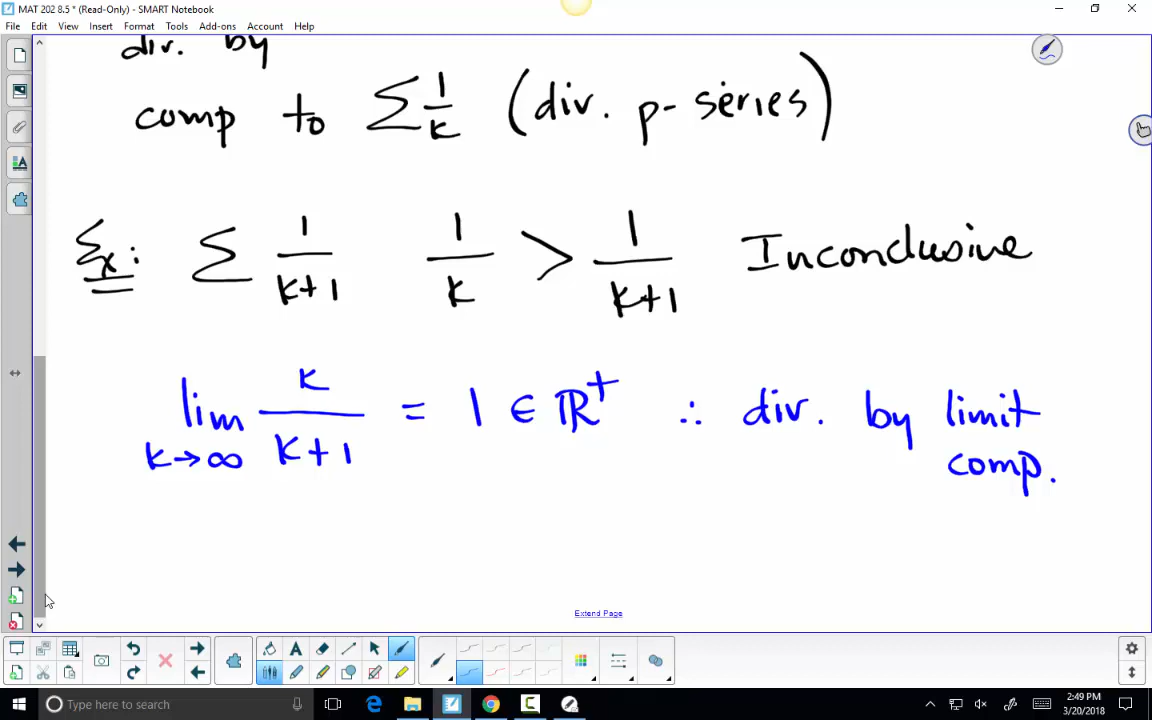 MAT 202 8.5 * (Read-Only) - SMART Notebook
File Edit View Insert Format Tools Add-ons Account Help
div. by
comp to ∑ 1/k (div. p-series)
Ex: ∑ 1/(k+1) 1/k > 1/(k+1) Inconclusive
lim k→∞ k/(k+1) = 1 ∈ ℝ⁺ ∴ div. by limit
comp.
Extend Page
Type here to search
2:49 PM
3/20/2018